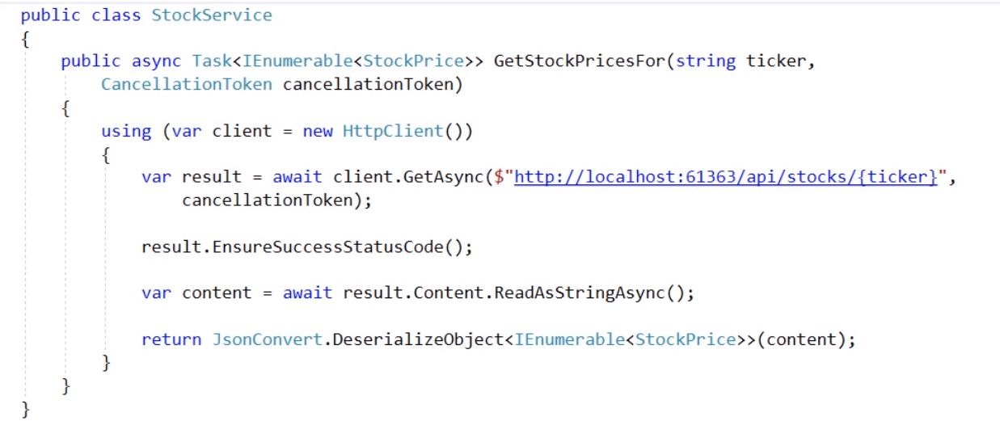 public class StockService
{
public async Task<IEnumerable<StockPrice>> GetStockPricesFor(string ticker,
CancellationToken cancellationToken)
{
using (var client = new HttpClient())
{
var result = await client.GetAsync($"http://localhost:61363/api/stocks/{ticker}",
cancellationToken);
result.EnsureSuccessStatusCode();
var content = await result.Content.ReadAsStringAsync();
return JsonConvert.DeserializeObject<IEnumerable<StockPrice>>(content);
}
}
}